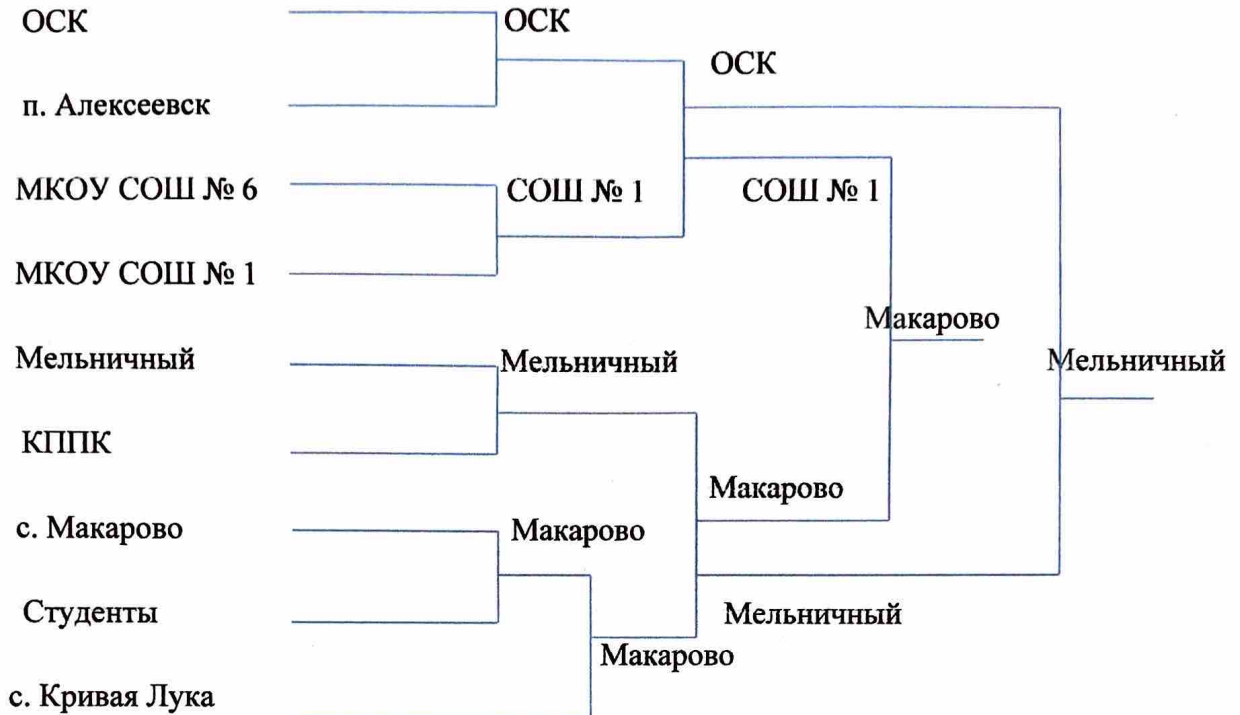 ОСК
ОСК
ОСК
п. Алексеевск
МКОУ СОШ № 6
СОШ № 1
СОШ № 1
МКОУ СОШ № 1
Макарово
Мельничный
Мельничный
Мельничный
КППК
Макарово
с. Макарово
Макарово
Студенты
Мельничный
Макарово
с. Кривая Лука